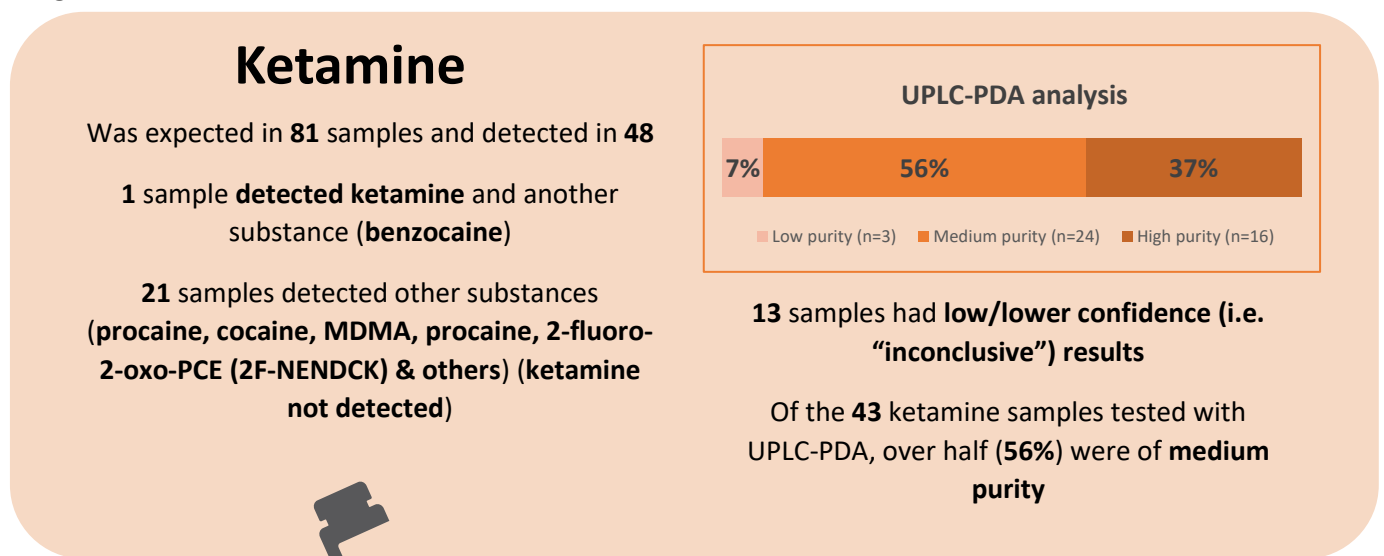 Ketamine
Was expected in 81 samples and detected in 48
1 sample detected ketamine and another
substance (benzocaine)
21 samples detected other substances
(procaine, cocaine, MDMA, procaine, 2-fluoro-
2-oxo-PCE (2F-NENDCK) & others) (ketamine
not detected)
UPLC-PDA analysis
7% 56% 37%
Low purity (n=3) Medium purity (n=24) High purity (n=16)
13 samples had low/lower confidence (i.e.
“inconclusive”) results
Of the 43 ketamine samples tested with
UPLC-PDA, over half (56%) were of medium
purity